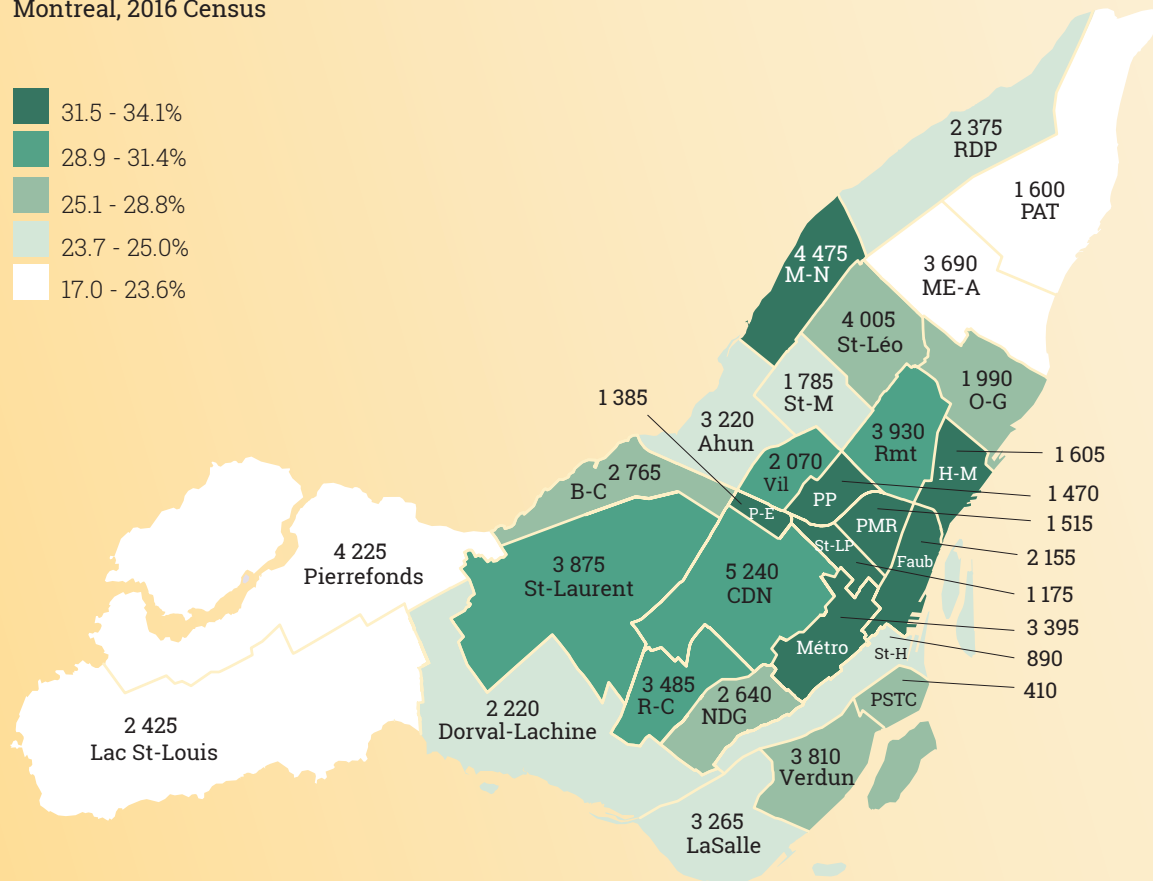 Montreal, 2016 Census
31.5 - 34.1%
28.9 - 31.4%
25.1 - 28.8%
23.7 - 25.0%
17.0 - 23.6%
2 375
RDP
1 600
PAT
4 475
M-N
3 690
ME-A
4 005
St-Léo
1 785
St-M
1 990
O-G
1 385
3 220
Ahun
3 930
Rmt
2 070
Vil
1 605
H-M
2 765
B-C
1 470
PP
P-E
1 515
PMR
St-LP
2 155
Faub
4 225
Pierrefonds
3 875
St-Laurent
5 240
CDN
1 175
3 395
Métro
890
St-H
410
PSTC
3 485
R-C
2 640
NDG
2 220
Dorval-Lachine
2 425
Lac St-Louis
3 810
Verdun
3 265
LaSalle